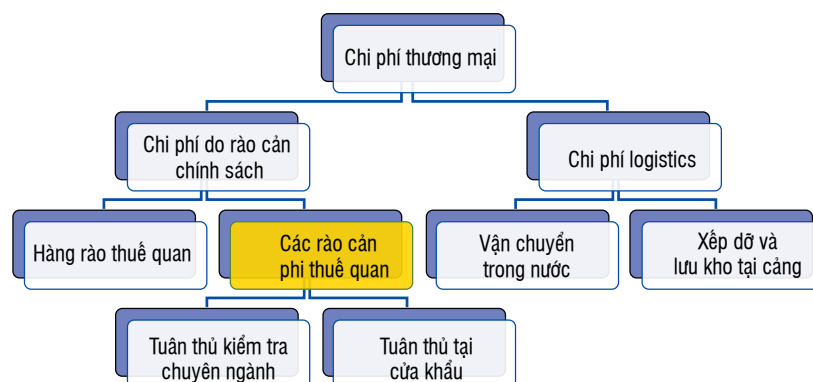 Chi phí thương mại
Chi phí do rào cản
chính sách
Chi phí logistics
Hàng rào thuế quan
Các rào cản
phi thuế quan
Vận chuyển
trong nước
Xếp dỡ và
lưu kho tại cảng
Tuân thủ kiểm tra
chuyên ngành
Tuân thủ tại
cửa khẩu